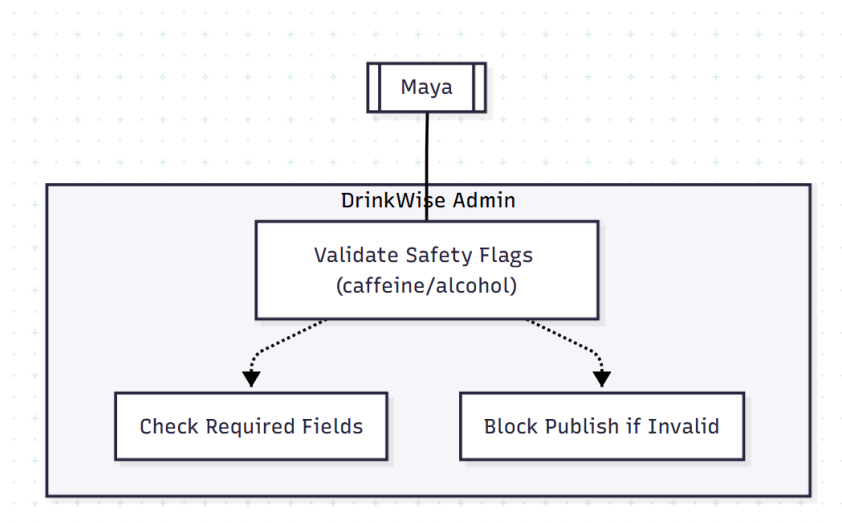 Maya
DrinkWise Admin
Validate Safety Flags
(caffeine/alcohol)
Check Required Fields
Block Publish if Invalid